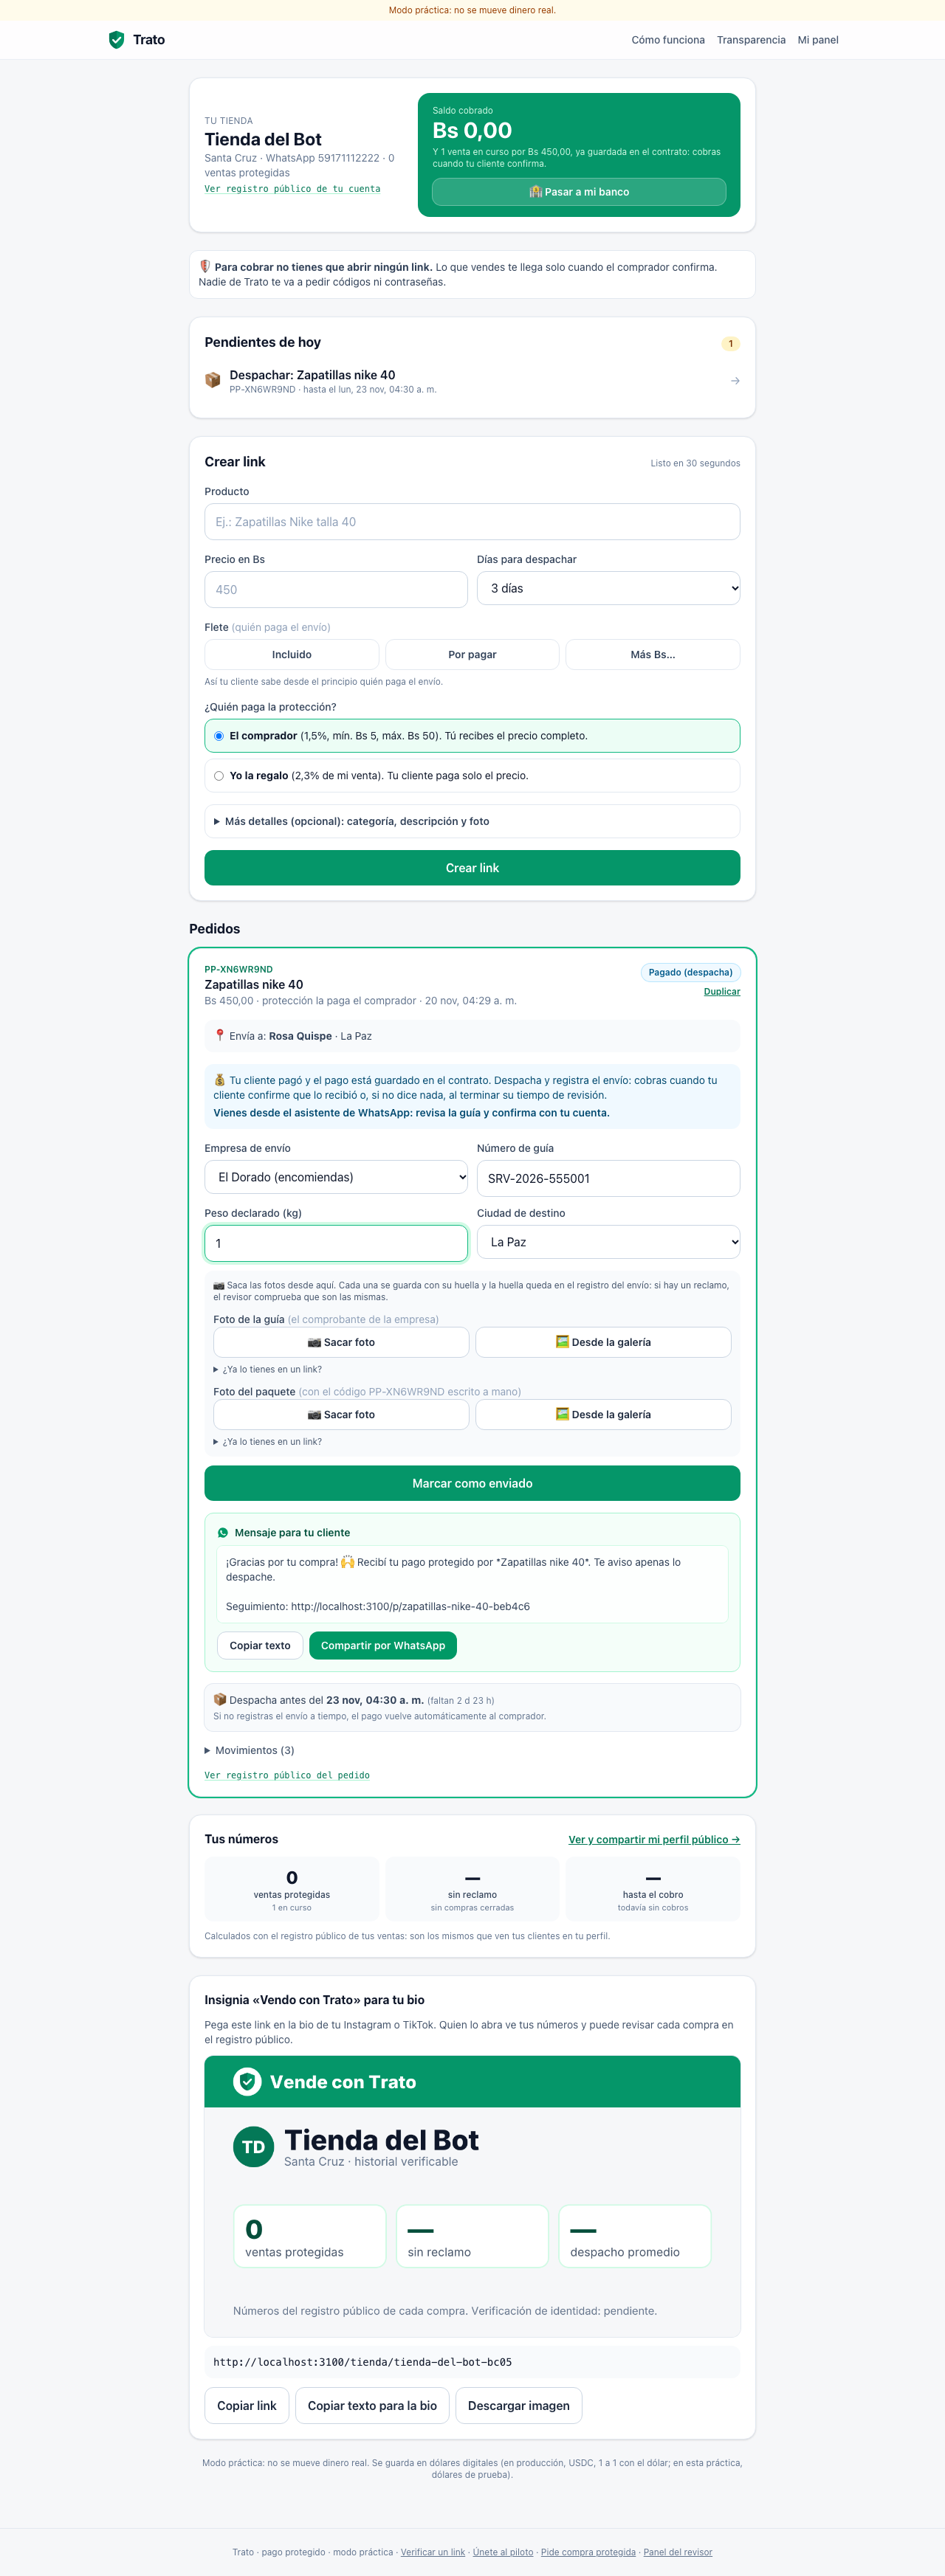 Modo práctica: no se mueve dinero real.
Trato
Cómo funciona Transparencia Mi panel
TU TIENDA
Tienda del Bot
Santa Cruz · WhatsApp 59171112222 · 0
ventas protegidas
Ver registro público de tu cuenta
Saldo cobrado
Bs 0,00
Y 1 venta en curso por Bs 450,00, ya guardada en el contrato: cobras
cuando tu cliente confirma.
🏦 Pasar a mi banco
🛡️ Para cobrar no tienes que abrir ningún link. Lo que vendes te llega solo cuando el comprador confirma.
Nadie de Trato te va a pedir códigos ni contraseñas.
Pendientes de hoy
1
📦 Despachar: Zapatillas nike 40
PP-XN6WR9ND · hasta el lun, 23 nov, 04:30 a. m.
→
Crear link
Listo en 30 segundos
Producto
Ej.: Zapatillas Nike talla 40
Precio en Bs
Días para despachar
450
3 días
Flete (quién paga el envío)
Incluido
Por pagar
Más Bs...
Así tu cliente sabe desde el principio quién paga el envío.
¿Quién paga la protección?
El comprador (1,5%, mín. Bs 5, máx. Bs 50). Tú recibes el precio completo.
Yo la regalo (2,3% de mi venta). Tu cliente paga solo el precio.
▶ Más detalles (opcional): categoría, descripción y foto
Crear link
Pedidos
PP-XN6WR9ND
Pagado (despacha)
Zapatillas nike 40
Duplicar
Bs 450,00 · protección la paga el comprador · 20 nov, 04:29 a. m.
📍 Envía a: Rosa Quispe · La Paz
💰 Tu cliente pagó y el pago está guardado en el contrato. Despacha y registra el envío: cobras cuando tu
cliente confirme que lo recibió o, si no dice nada, al terminar su tiempo de revisión.
Vienes desde el asistente de WhatsApp: revisa la guía y confirma con tu cuenta.
Empresa de envío
Número de guía
El Dorado (encomiendas)
SRV-2026-555001
Peso declarado (kg)
Ciudad de destino
1
La Paz
📷 Saca las fotos desde aquí. Cada una se guarda con su huella y la huella queda en el registro del envío: si hay un reclamo,
el revisor comprueba que son las mismas.
Foto de la guía (el comprobante de la empresa)
📷 Sacar foto
🖼️ Desde la galería
▶ ¿Ya lo tienes en un link?
Foto del paquete (con el código PP-XN6WR9ND escrito a mano)
📷 Sacar foto
🖼️ Desde la galería
▶ ¿Ya lo tienes en un link?
Marcar como enviado
Mensaje para tu cliente
¡Gracias por tu compra! 🙌 Recibí tu pago protegido por *Zapatillas nike 40*. Te aviso apenas lo
despache.
Seguimiento: http://localhost:3100/p/zapatillas-nike-40-beb4c6
Copiar texto
Compartir por WhatsApp
📦 Despacha antes del 23 nov, 04:30 a. m. (faltan 2 d 23 h)
Si no registras el envío a tiempo, el pago vuelve automáticamente al comprador.
▶ Movimientos (3)
Ver registro público del pedido
Tus números
Ver y compartir mi perfil público →
0
—
—
ventas protegidas
sin reclamo
hasta el cobro
1 en curso
sin compras cerradas
todavía sin cobros
Calculados con el registro público de tus ventas: son los mismos que ven tus clientes en tu perfil.
Insignia «Vendo con Trato» para tu bio
Pega este link en la bio de tu Instagram o TikTok. Quien lo abra ve tus números y puede revisar cada compra en
el registro público.
Vende con Trato
TD
Tienda del Bot
Santa Cruz · historial verificable
0
—
—
ventas protegidas
sin reclamo
despacho promedio
Números del registro público de cada compra. Verificación de identidad: pendiente.
http://localhost:3100/tienda/tienda-del-bot-bc05
Copiar link
Copiar texto para la bio
Descargar imagen
Modo práctica: no se mueve dinero real. Se guarda en dólares digitales (en producción, USDC, 1 a 1 con el dólar; en esta práctica,
dólares de prueba).
Trato · pago protegido · modo práctica · Verificar un link · Únete al piloto · Pide compra protegida · Panel del revisor